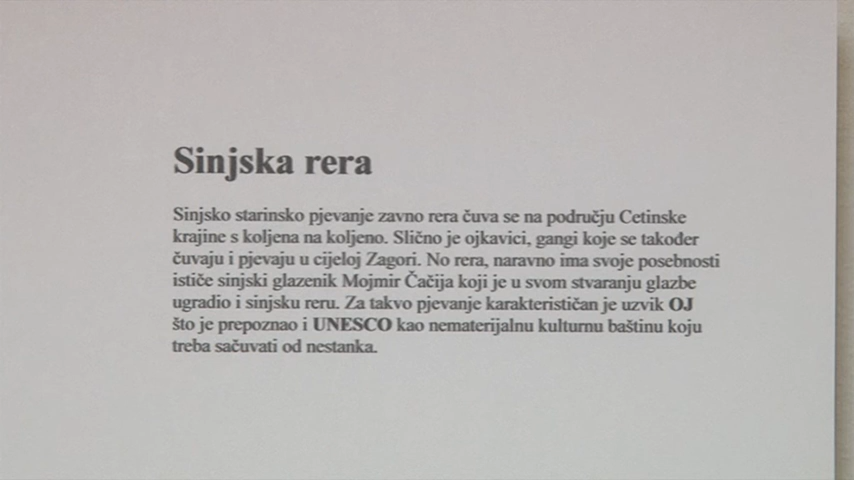 Sinjska rera
Sinjsko starinsko pjevanje zavno rera čuva se na području Cetinske
krajine s koljena na koljeno. Slično je ojkavici, gangi koje se također
čuvaju i pjevaju u cijeloj Zagori. No rera, naravno ima svoje posebnosti
ističe sinjski glazenik Mojmir Čačija koji je u svom stvaranju glazbe
ugradio i sinjsku reru. Za takvo pjevanje karakterističan je uzvik OJ
što je prepoznao i UNESCO kao nematerijalnu kulturnu baštinu koju
treba sačuvati od nestanka.